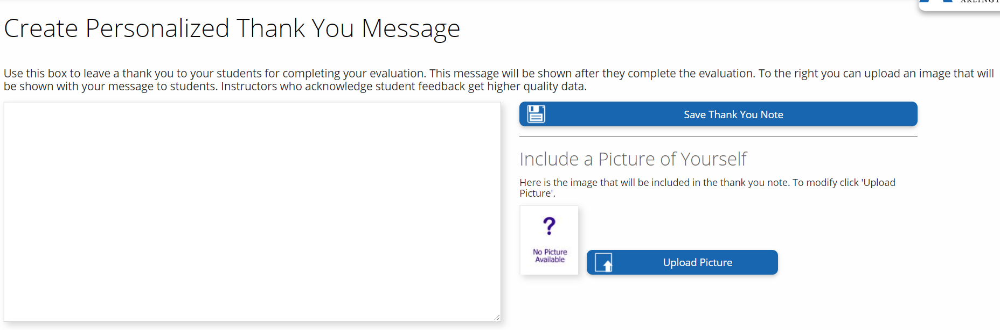 Create Personalized Thank You Message
Use this box to leave a thank you to your students for completing your evaluation. This message will be shown after they complete the evaluation. To the right you can upload an image that will
be shown with your message to students. Instructors who acknowledge student feedback get higher quality data.
Save Thank You Note
Include a Picture of Yourself
Here is the image that will be included in the thank you note. To modify click 'Upload
Picture'.
?
No Picture
Available
Upload Picture